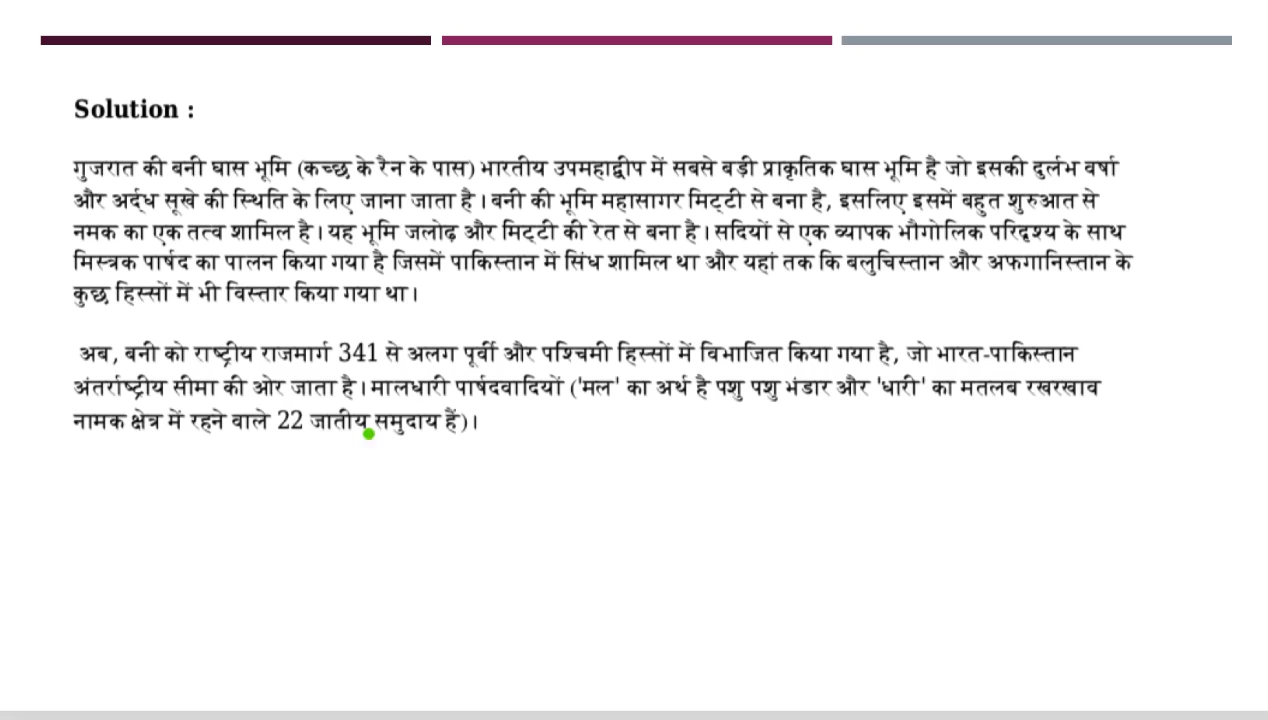 Solution :
गुजरात की बनी घास भूमि (कच्छ के रैन के पास) भारतीय उपमहाद्वीप में सबसे बड़ी प्राकृतिक घास भूमि है जो इसकी दुर्लभ वर्षा
और अर्द्ध सूखे की स्थिति के लिए जाना जाता है। बनी की भूमि महासागर मिट्टी से बना है, इसलिए इसमें बहुत शुरुआत से
नमक का एक तत्व शामिल है। यह भूमि जलोढ़ और मिट्टी की रेत से बना है। सदियों से एक व्यापक भौगोलिक परिदृश्य के साथ
मिस्त्रक पार्षद का पालन किया गया है जिसमें पाकिस्तान में सिंध शामिल था और यहां तक कि बलुचिस्तान और अफगानिस्तान के
कुछ हिस्सों में भी विस्तार किया गया था।
अब, बनी को राष्ट्रीय राजमार्ग 341 से अलग पूर्वी और पश्चिमी हिस्सों में विभाजित किया गया है, जो भारत-पाकिस्तान
अंतर्राष्ट्रीय सीमा की ओर जाता है। मालधारी पार्षदवादियों ('मल' का अर्थ है पशु पशु भंडार और 'धारी' का मतलब रखरखाव
नामक क्षेत्र में रहने वाले 22 जातीय समुदाय हैं)।